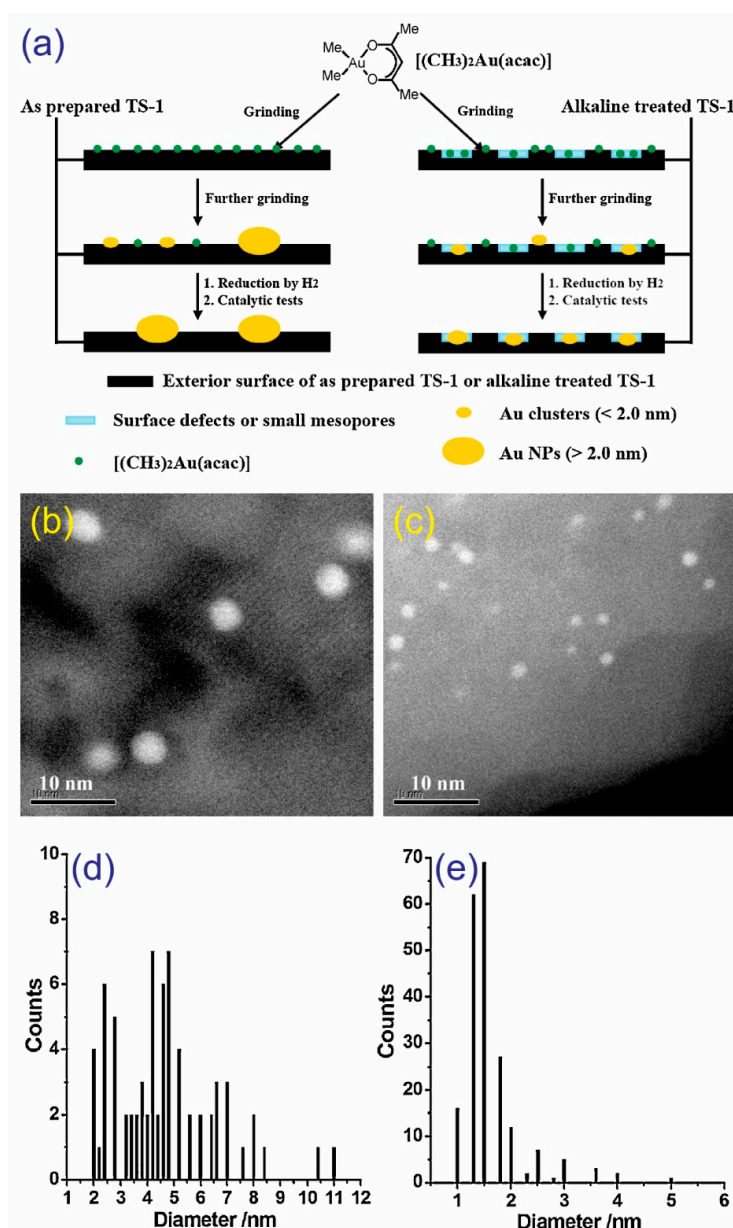 (a)
Me
Me
O
Au
O
Me
Me
[(CH3)2Au(acac)]
As prepared TS-1
Grinding
Grinding
Alkaline treated TS-1
Further grinding
Further grinding
1. Reduction by H2
2. Catalytic tests
1. Reduction by H2
2. Catalytic tests
Exterior surface of as prepared TS-1 or alkaline treated TS-1
Surface defects or small mesopores
Au clusters (< 2.0 nm)
[(CH3)2Au(acac)]
Au NPs (> 2.0 nm)
(b)
10 nm
10 nm
(c)
10 nm
10 nm
(d)
10
8
6
4
2
0
Counts
1 2 3 4 5 6 7 8 9 10 11 12
Diameter /nm
(e)
70
60
50
40
30
20
10
0
Counts
1 2 3 4 5 6
Diameter /nm